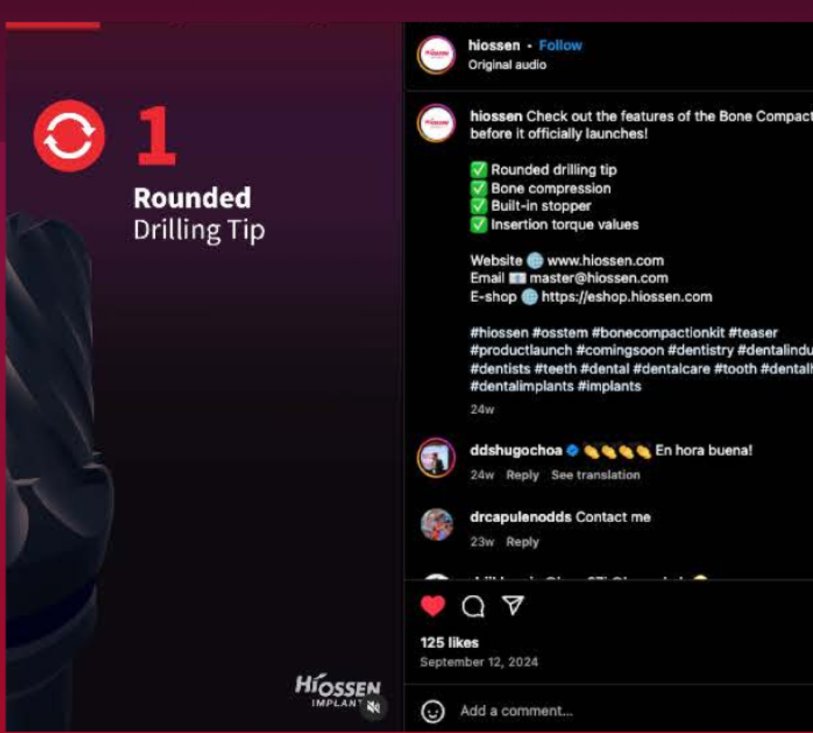 1
Rounded
Drilling Tip
HIOSSEN
IMPLANT
hiossen • Follow
Original audio
hiossen Check out the features of the Bone Compact
before it officially launches!
✅ Rounded drilling tip
✅ Bone compression
✅ Built-in stopper
✅ Insertion torque values
Website 🌐 www.hiossen.com
Email 📧 master@hiossen.com
E-shop 🌐 https://eshop.hiossen.com
#hiossen #osstem #bonecompactionkit #teaser
#productlaunch #comingsoon #dentistry #dentalindu
#dentists #teeth #dental #dentalcare #tooth #dentalh
#dentalimplants #implants
24w
ddshugochoa 👏👏👏👏 En hora buena!
24w Reply See translation
drcapulenodds Contact me
23w Reply
125 likes
September 12, 2024
Add a comment...